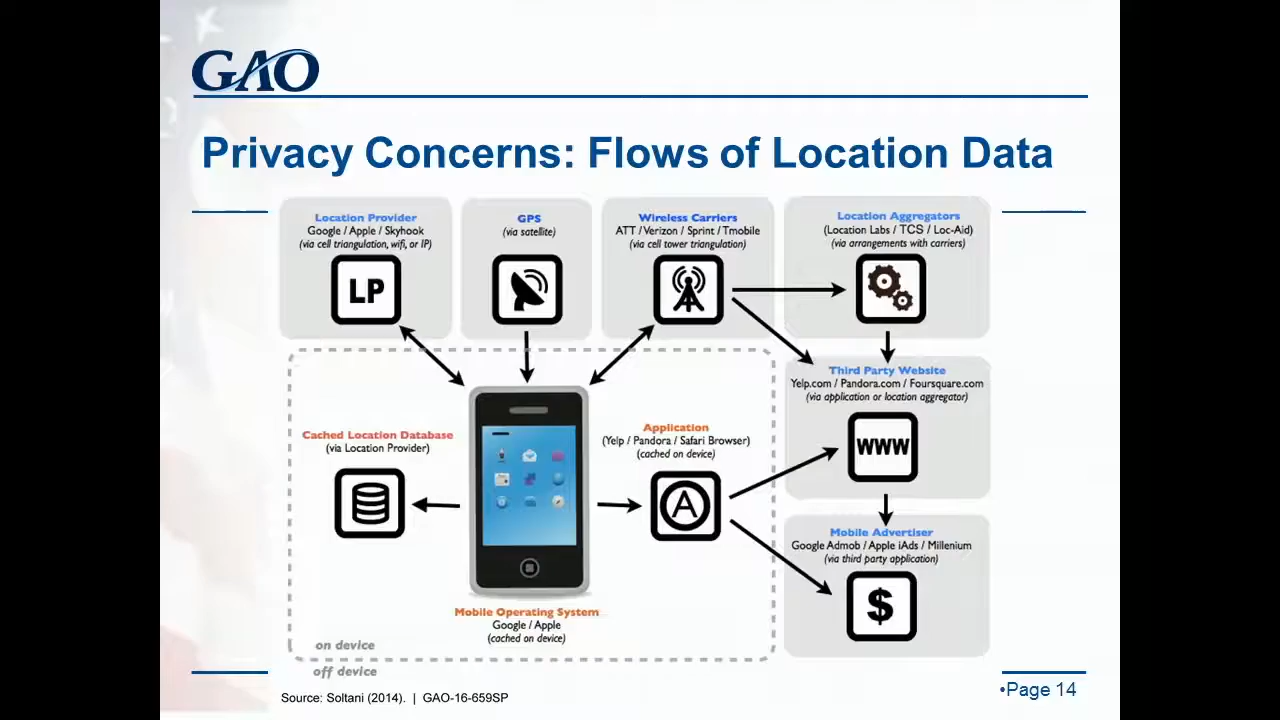 GAO
Privacy Concerns: Flows of Location Data
Location Provider
Google / Apple / Skyhook
(via cell triangulation, wifi, or IP)
LP
GPS
(via satellite)
Wireless Carriers
ATT / Verizon / Sprint / Tmobile
(via cell tower triangulation)
Location Aggregators
(Location Labs / TCS / Loc-Aid)
(via arrangements with carriers)
Third Party Website
Yelp.com / Pandora.com / Foursquare.com
(via application or location aggregator)
WWW
Cached Location Database
(via Location Provider)
Application
(Yelp / Pandora / Safari Browser)
(cached on device)
A
Mobile Advertiser
Google Admob / Apple iAds / Millenium
(via third party application)
$
Mobile Operating System
Google / Apple
(cached on device)
on device
off device
Source: Soltani (2014). | GAO-16-659SP
•Page 14